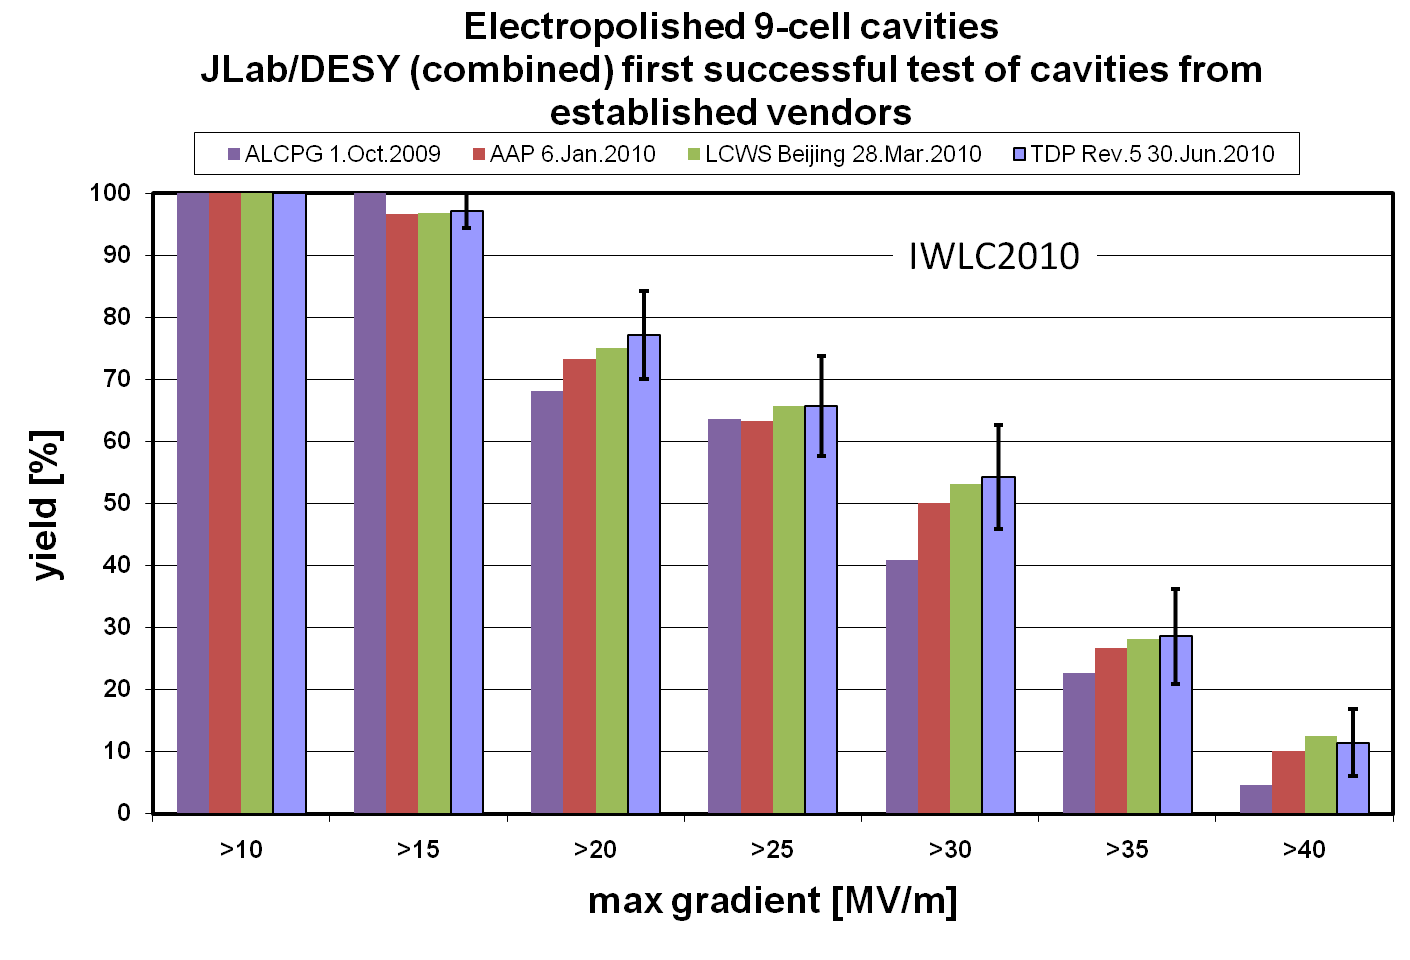 Electropolished 9-cell cavities
JLab/DESY (combined) first successful test of cavities from
established vendors
ALCPG 1.Oct.2009 AAP 6.Jan.2010 LCWS Beijing 28.Mar.2010 TDP Rev.5 30.Jun.2010
IWLC2010
yield [%]
100
90
80
70
60
50
40
30
20
10
0
>10 >15 >20 >25 >30 >35 >40
max gradient [MV/m]